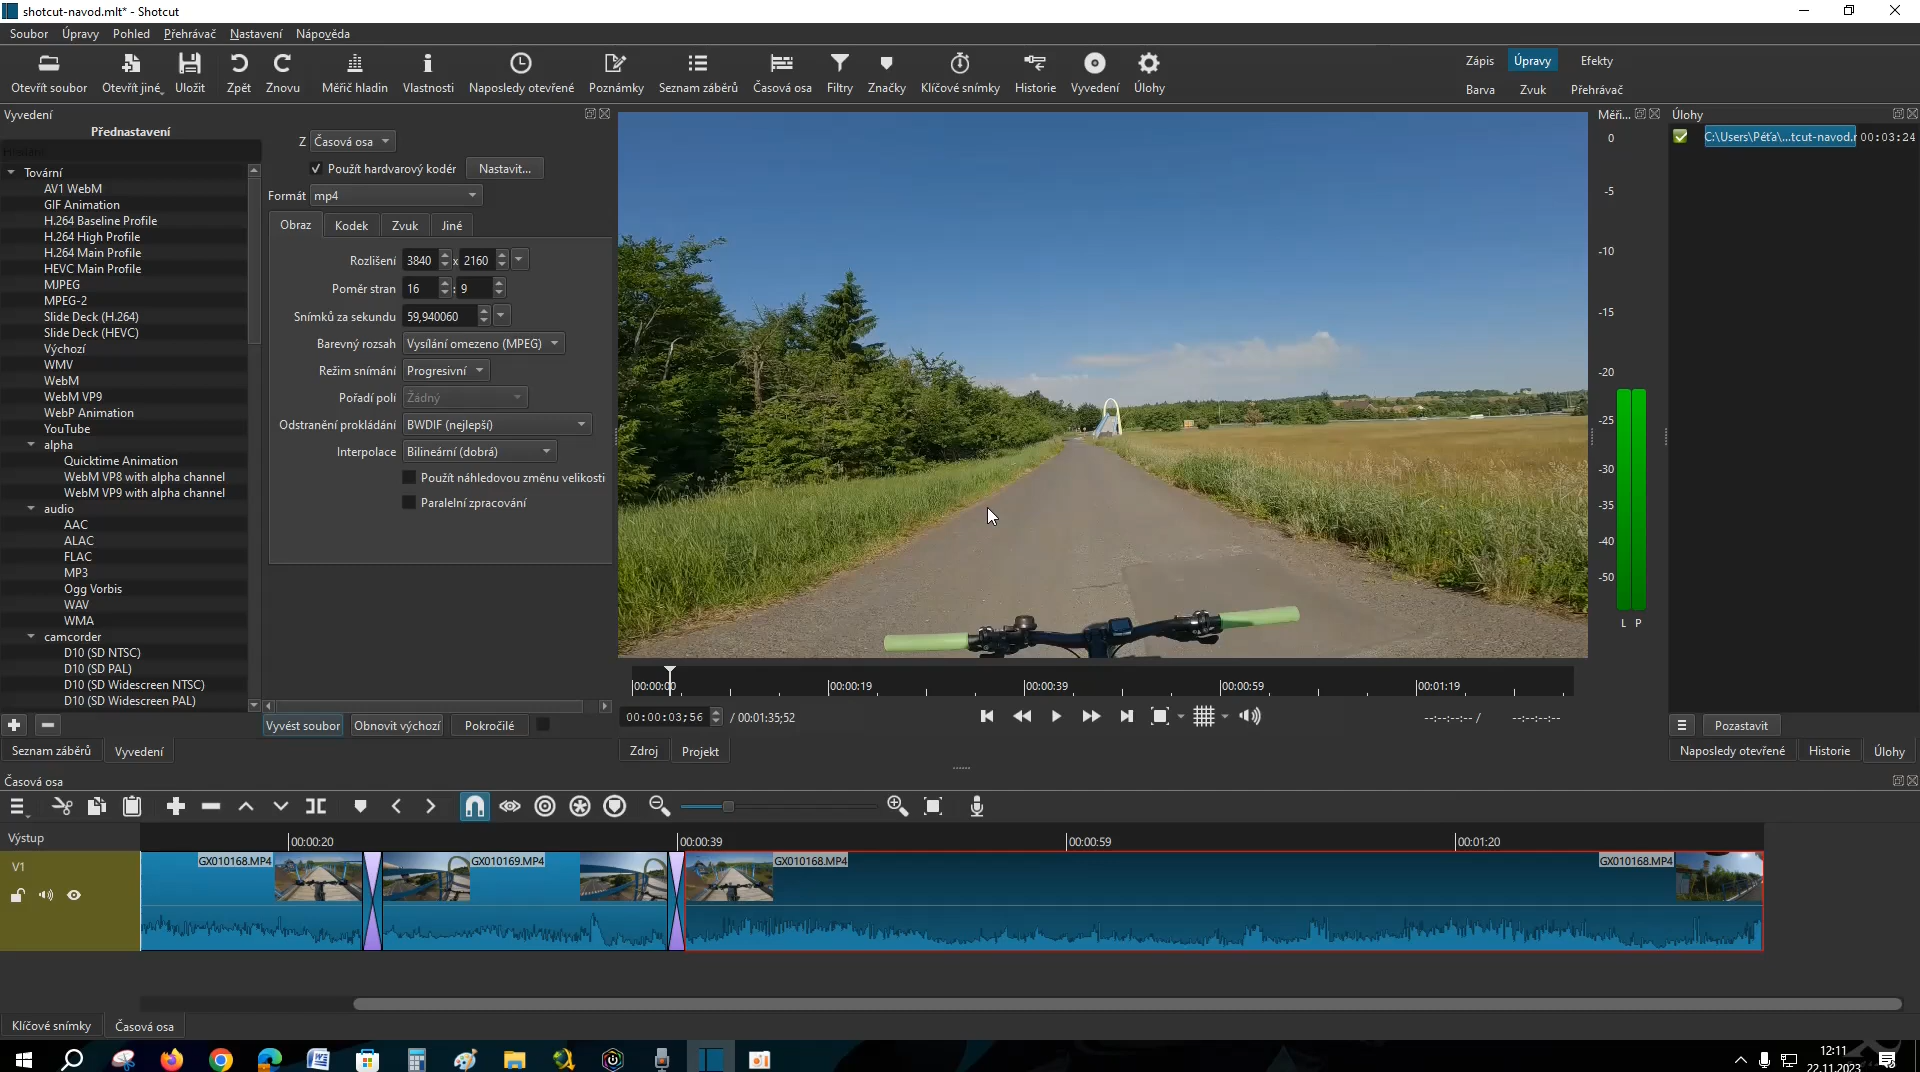 shotcut-navod.mlt* - Shotcut
Soubor Úpravy Pohled Přehrávač Nastavení Nápověda
Otevřít soubor Otevřít jiné Uložit Zpět Znovu Měřič hladin Vlastnosti Naposledy otevřené Poznámky Seznam záběrů Časová osa Filtry Značky Klíčové snímky Historie Vyvedení Úlohy
Zápis Úpravy Efekty
Barva Zvuk Přehrávač
Vyvedení
Přednastavení
Tovární
AV1 WebM
GIF Animation
H.264 Baseline Profile
H.264 High Profile
H.264 Main Profile
HEVC Main Profile
MJPEG
MPEG-2
Slide Deck (H.264)
Slide Deck (HEVC)
Výchozí
WMV
WebM
WebM VP9
WebP Animation
YouTube
alpha
Quicktime Animation
WebM VP8 with alpha channel
WebM VP9 with alpha channel
audio
AAC
ALAC
FLAC
MP3
Ogg Vorbis
WAV
WMA
camcorder
D10 (SD NTSC)
D10 (SD PAL)
D10 (SD Widescreen NTSC)
D10 (SD Widescreen PAL)
Z Časová osa
Použít hardvarový kodér Nastavit...
Formát mp4
Obraz Kodek Zvuk Jiné
Rozlišení 3840 x 2160
Poměr stran 16 : 9
Snímků za sekundu 59,940060
Barevný rozsah Vysílání omezeno (MPEG)
Režim snímání Progresivní
Pořadí polí Žádný
Odstranění prokládání BWDIF (nejlepší)
Interpolace Bilineární (dobrá)
Použít náhledovou změnu velikosti
Paralelní zpracování
Vyvést soubor Obnovit výchozí Pokročilé
Seznam záběrů Vyvedení
00:00:00 00:00:19 00:00:39 00:00:59 00:01:19
00:00:03;56 / 00:01:35;52 --:--:--:-- / --:--:--:--
Zdroj Projekt
Měři...
0
-5
-10
-15
-20
-25
-30
-35
-40
-50
L P
Úlohy
C:\Users\Péťa\...tcut-navod.r 00:03:24
Pozastavit
Naposledy otevřené Historie Úlohy
Časová osa
Výstup
00:00:20 00:00:39 00:00:59 00:01:20
V1
GX010168.MP4 GX010169.MP4 GX010168.MP4 GX010168.MP4
Klíčové snímky Časová osa
12:11
22.11.2023